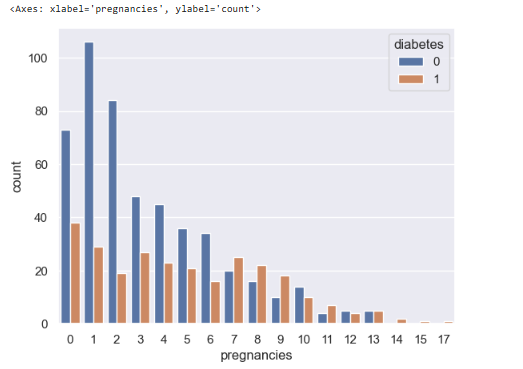 <Axes: xlabel='pregnancies', ylabel='count'>
diabetes
0
1
100
80
60
40
20
0
count
0 1 2 3 4 5 6 7 8 9 10 11 12 13 14 15 17
pregnancies